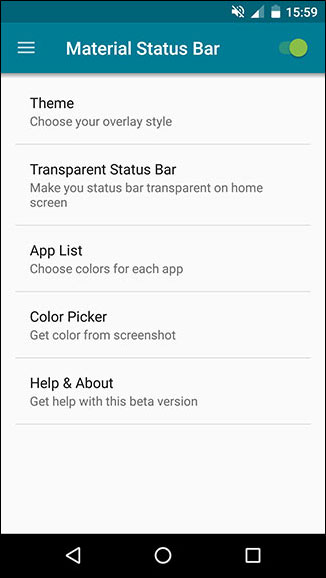 15:59
Material Status Bar
Theme
Choose your overlay style
Transparent Status Bar
Make you status bar transparent on home
screen
App List
Choose colors for each app
Color Picker
Get color from screenshot
Help & About
Get help with this beta version